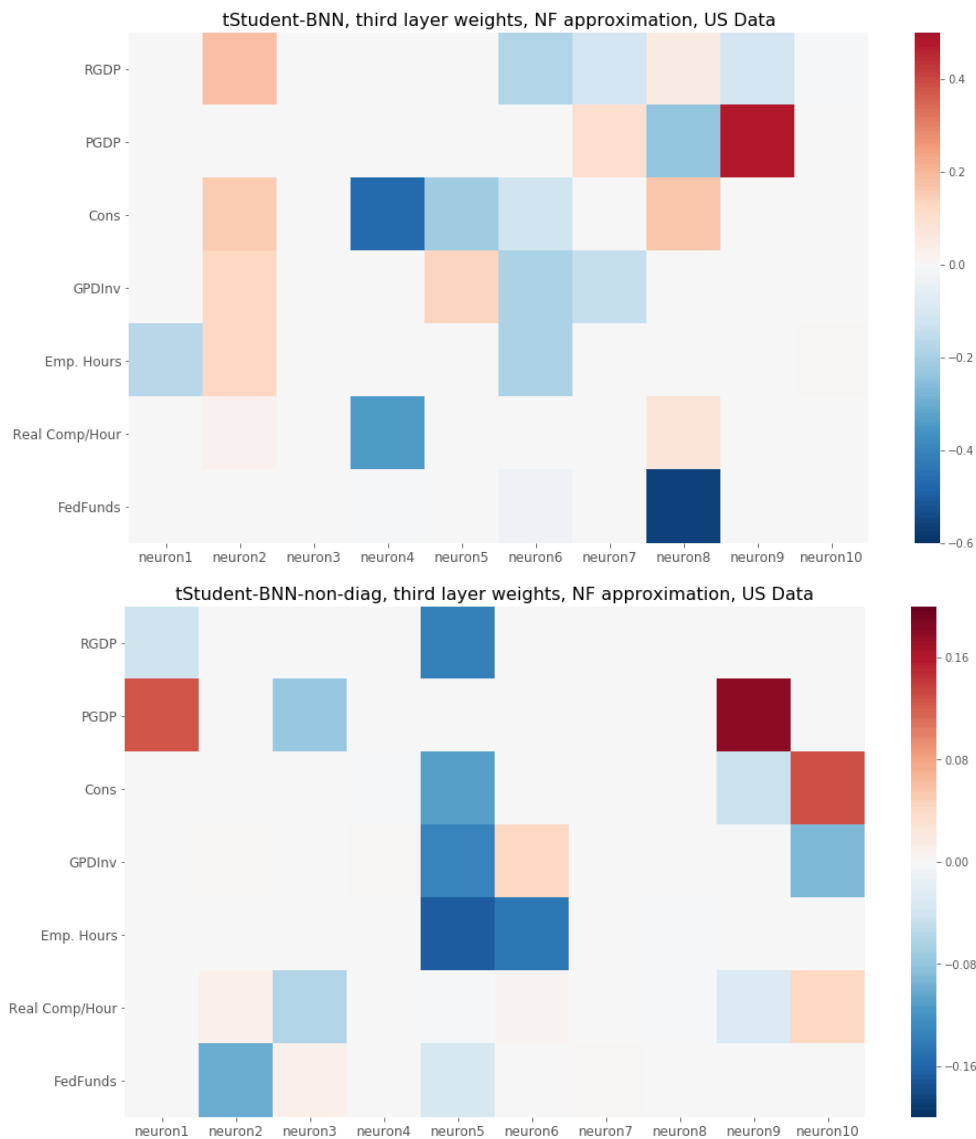 tStudent-BNN, third layer weights, NF approximation, US Data
RGDP
PGDP
Cons
GPDInv
Emp. Hours
Real Comp/Hour
FedFunds
neuron1 neuron2 neuron3 neuron4 neuron5 neuron6 neuron7 neuron8 neuron9 neuron10
0.4
0.2
0.0
−0.2
−0.4
−0.6
tStudent-BNN-non-diag, third layer weights, NF approximation, US Data
RGDP
PGDP
Cons
GPDInv
Emp. Hours
Real Comp/Hour
FedFunds
neuron1 neuron2 neuron3 neuron4 neuron5 neuron6 neuron7 neuron8 neuron9 neuron10
0.16
0.08
0.00
−0.08
−0.16